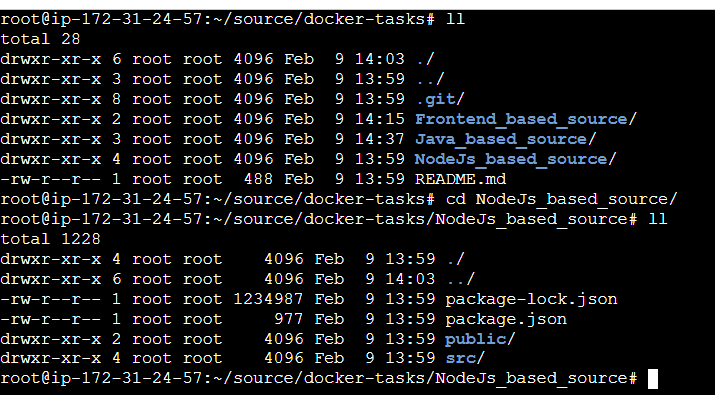 root@ip-172-31-24-57:~/source/docker-tasks# ll
total 28
drwxr-xr-x 6 root root 4096 Feb  9 14:03 ./
drwxr-xr-x 3 root root 4096 Feb  9 13:59 ../
drwxr-xr-x 8 root root 4096 Feb  9 13:59 .git/
drwxr-xr-x 2 root root 4096 Feb  9 14:15 Frontend_based_source/
drwxr-xr-x 3 root root 4096 Feb  9 14:37 Java_based_source/
drwxr-xr-x 4 root root 4096 Feb  9 13:59 NodeJs_based_source/
-rw-r--r-- 1 root root  488 Feb  9 13:59 README.md
root@ip-172-31-24-57:~/source/docker-tasks# cd NodeJs_based_source/
root@ip-172-31-24-57:~/source/docker-tasks/NodeJs_based_source# ll
total 1228
drwxr-xr-x 4 root root    4096 Feb  9 13:59 ./
drwxr-xr-x 6 root root    4096 Feb  9 14:03 ../
-rw-r--r-- 1 root root 1234987 Feb  9 13:59 package-lock.json
-rw-r--r-- 1 root root     977 Feb  9 13:59 package.json
drwxr-xr-x 2 root root    4096 Feb  9 13:59 public/
drwxr-xr-x 4 root root    4096 Feb  9 13:59 src/
root@ip-172-31-24-57:~/source/docker-tasks/NodeJs_based_source#